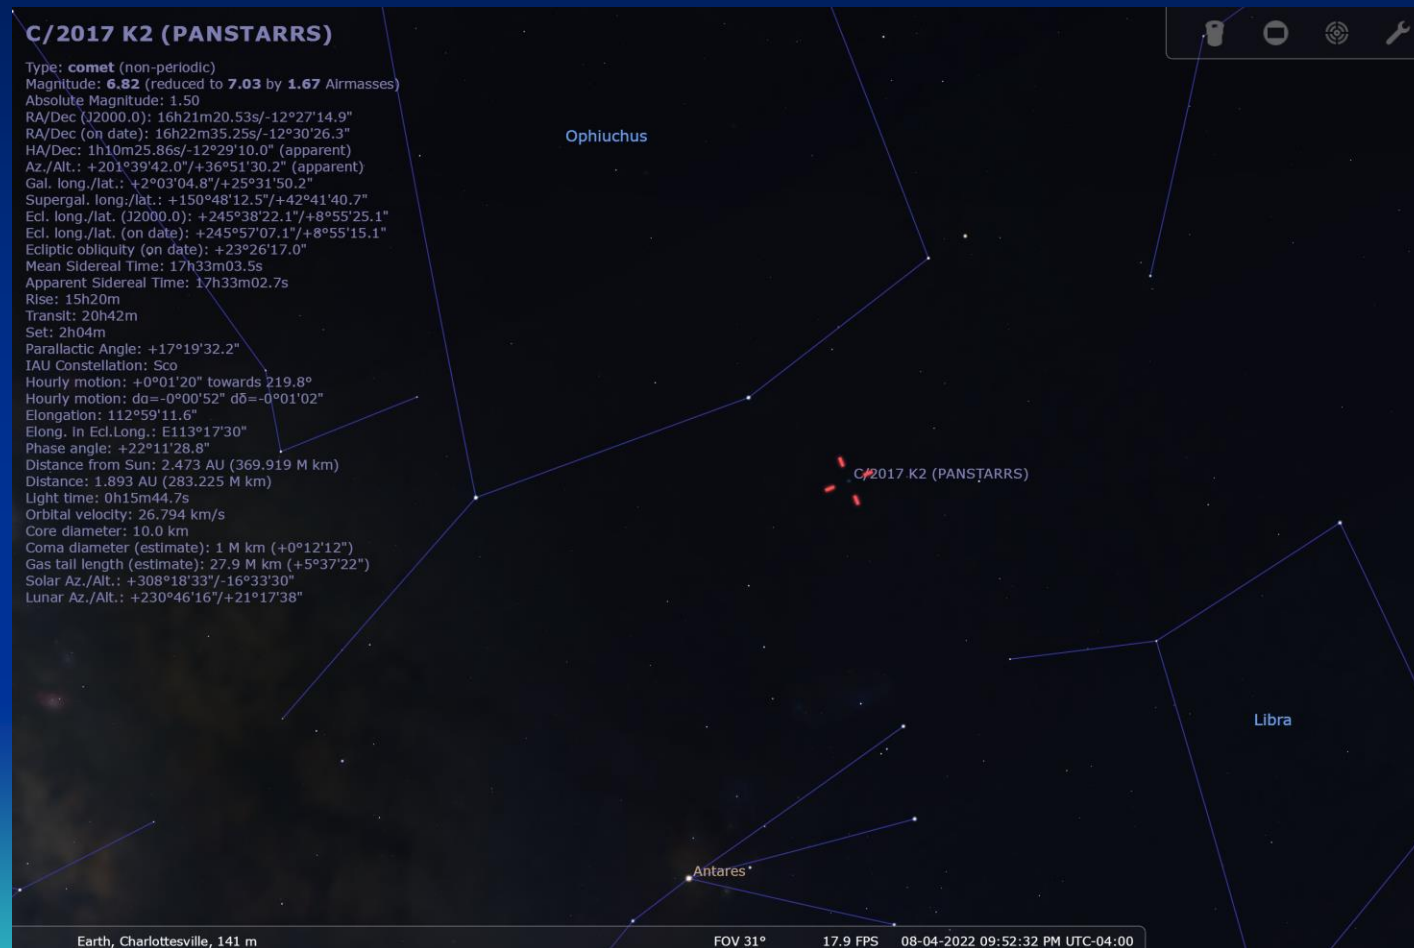 C/2017 K2 (PANSTARRS)
Type: comet (non-periodic)
Magnitude: 6.82 (reduced to 7.03 by 1.67 Airmasses)
Absolute Magnitude: 1.50
RA/Dec (J2000.0): 16h21m20.53s/-12°27'14.9"
RA/Dec (on date): 16h22m35.25s/-12°30'26.3"
HA/Dec: 1h10m25.86s/-12°29'10.0" (apparent)
Az./Alt.: +201°39'42.0"/+36°51'30.2" (apparent)
Gal. long./lat.: +2°03'04.8"/+25°31'50.2"
Supergal. long./lat.: +150°48'12.5"/+42°41'40.7"
Ecl. long./lat. (J2000.0): +245°38'22.1"/+8°55'25.1"
Ecl. long./lat. (on date): +245°57'07.1"/+8°55'15.1"
Ecliptic obliquity (on date): +23°26'17.0"
Mean Sidereal Time: 17h33m03.5s
Apparent Sidereal Time: 17h33m02.7s
Rise: 15h20m
Transit: 20h42m
Set: 2h04m
Parallactic Angle: +17°19'32.2"
IAU Constellation: Sco
Hourly motion: +0°01'20" towards 219.8°
Hourly motion: dα=-0°00'52" dδ=-0°01'02"
Elongation: 112°59'11.6"
Elong. in Ecl.Long.: E113°17'30"
Phase angle: +22°11'28.8"
Distance from Sun: 2.473 AU (369.919 M km)
Distance: 1.893 AU (283.225 M km)
Light time: 0h15m44.7s
Orbital velocity: 26.794 km/s
Core diameter: 10.0 km
Coma diameter (estimate): 1 M km (+0°12'12")
Gas tail length (estimate): 27.9 M km (+5°37'22")
Solar Az./Alt.: +308°18'33"/-16°33'30"
Lunar Az./Alt.: +230°46'16"/+21°17'38"
Ophiuchus
C/2017 K2 (PANSTARRS)
Libra
Antares
Earth, Charlottesville, 141 m FOV 31° 17.9 FPS 08-04-2022 09:52:32 PM UTC-04:00